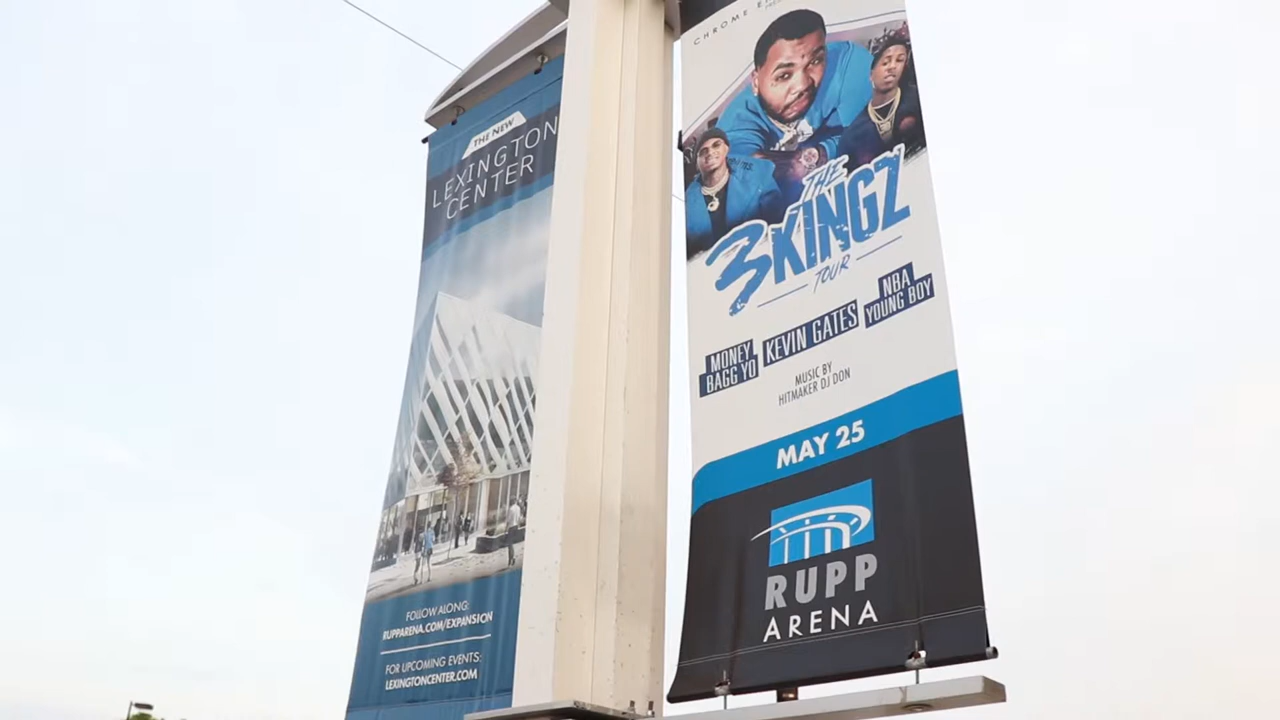 THE NEW
LEXINGTON
CENTER
FOLLOW ALONG:
RUPPARENA.COM/EXPANSION
FOR UPCOMING EVENTS:
LEXINGTONCENTER.COM
CHROME
THE
3KINGZ
TOUR
MONEY
BAGG YO
KEVIN GATES
NBA
YOUNG BOY
MUSIC BY
HITMAKER DJ DON
MAY 25
RUPP
ARENA